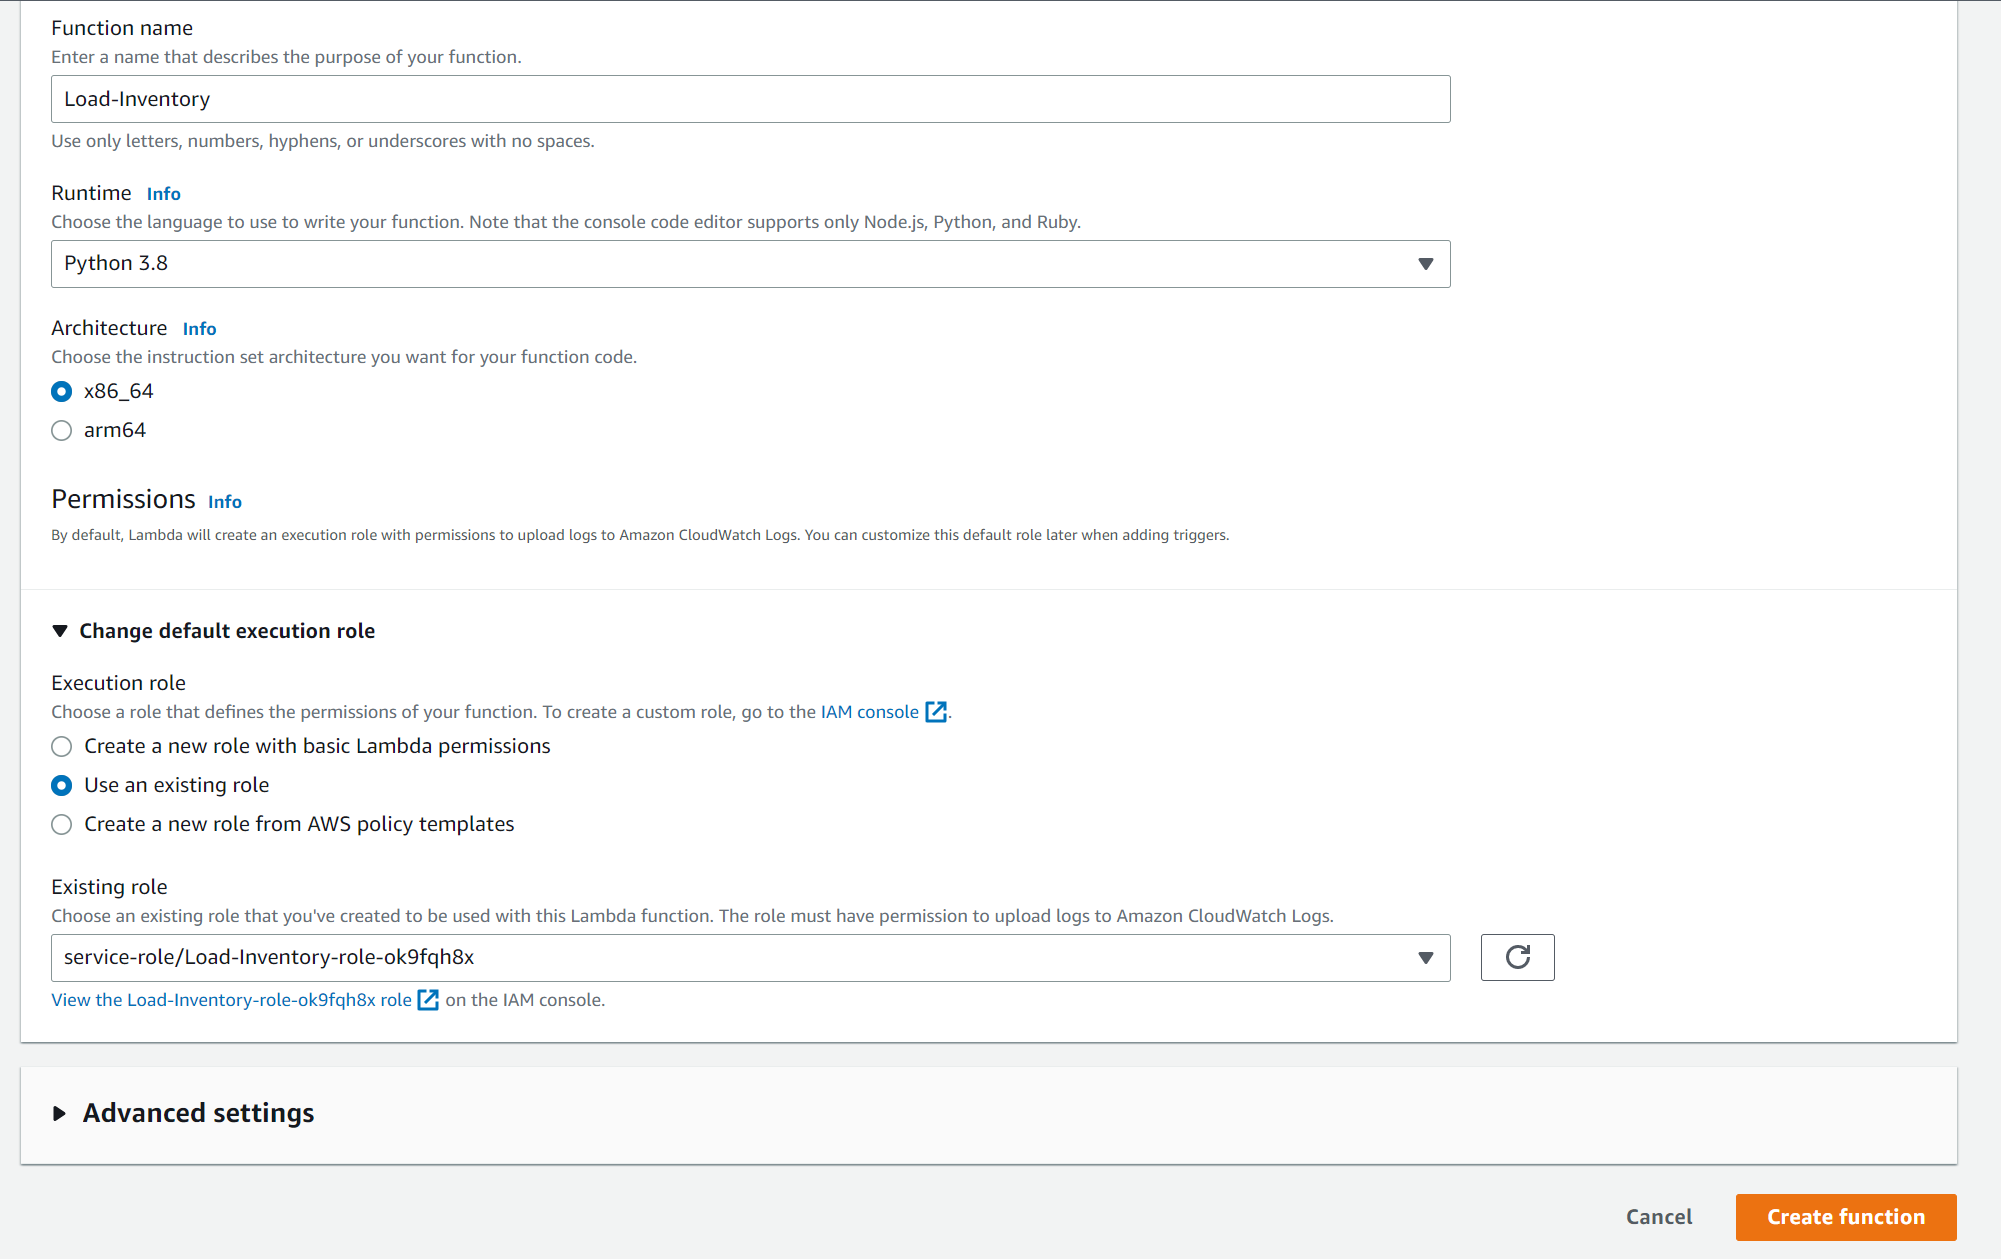 Function name
Enter a name that describes the purpose of your function.
Load-Inventory
Use only letters, numbers, hyphens, or underscores with no spaces.
Runtime Info
Choose the language to use to write your function. Note that the console code editor supports only Node.js, Python, and Ruby.
Python 3.8
Architecture Info
Choose the instruction set architecture you want for your function code.
x86_64
arm64
Permissions Info
By default, Lambda will create an execution role with permissions to upload logs to Amazon CloudWatch Logs. You can customize this default role later when adding triggers.
Change default execution role
Execution role
Choose a role that defines the permissions of your function. To create a custom role, go to the IAM console.
Create a new role with basic Lambda permissions
Use an existing role
Create a new role from AWS policy templates
Existing role
Choose an existing role that you've created to be used with this Lambda function. The role must have permission to upload logs to Amazon CloudWatch Logs.
service-role/Load-Inventory-role-ok9fqh8x
View the Load-Inventory-role-ok9fqh8x role on the IAM console.
Advanced settings
Cancel Create function